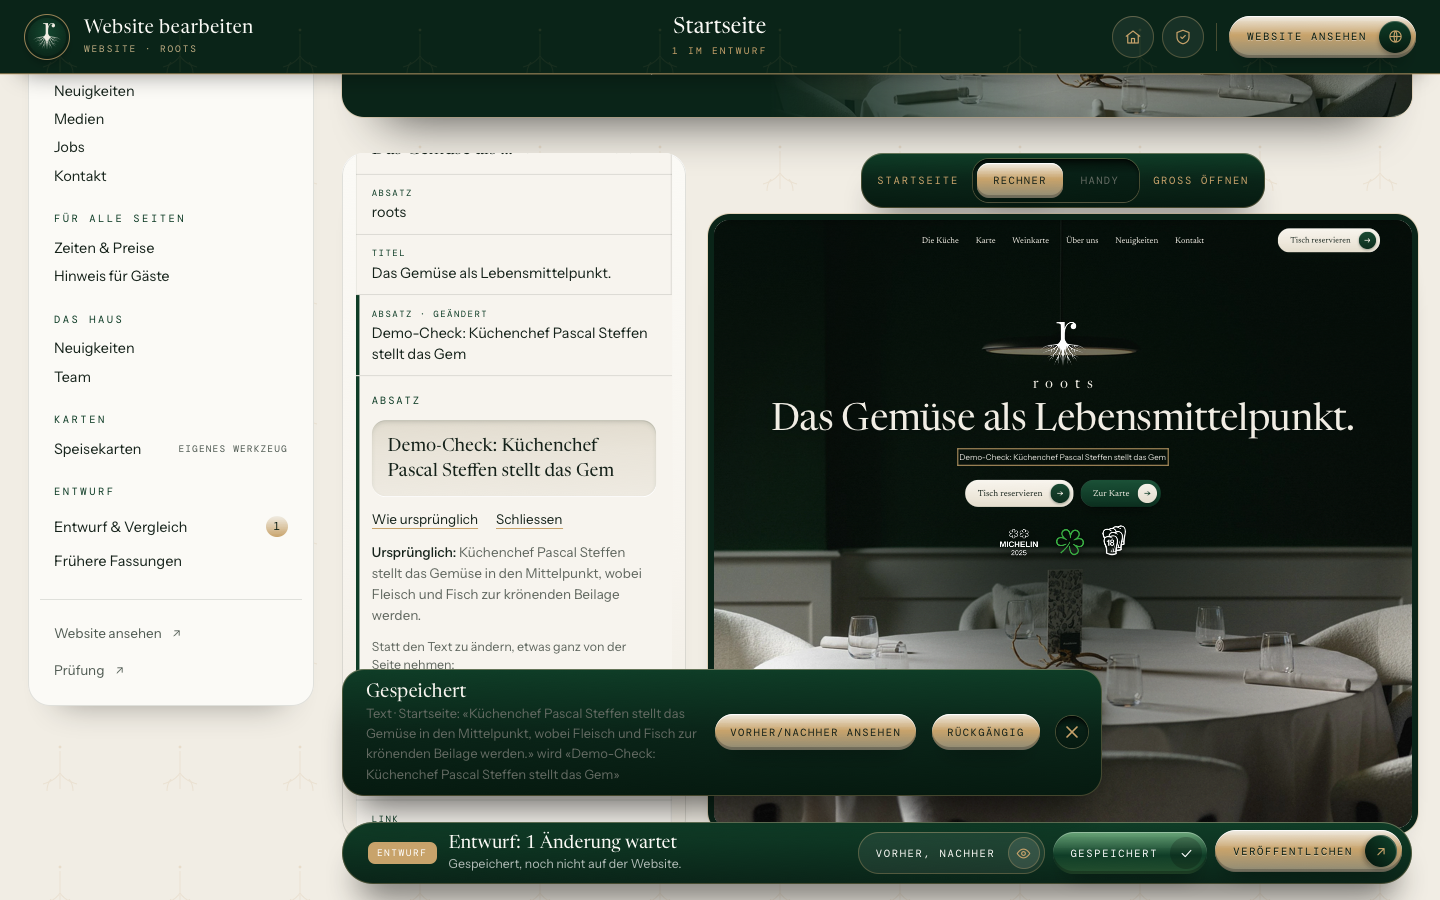 Website bearbeiten
WEBSITE · ROOTS
Startseite
1 IM ENTWURF
WEBSITE ANSEHEN
Neuigkeiten
Medien
Jobs
Kontakt
FÜR ALLE SEITEN
Zeiten & Preise
Hinweis für Gäste
DAS HAUS
Neuigkeiten
Team
KARTEN
Speisekarten EIGENES WERKZEUG
ENTWURF
Entwurf & Vergleich 1
Frühere Fassungen
Website ansehen
Prüfung
ABSATZ
roots
TITEL
Das Gemüse als Lebensmittelpunkt.
ABSATZ · GEÄNDERT
Demo-Check: Küchenchef Pascal Steffen
stellt das Gem
ABSATZ
Demo-Check: Küchenchef
Pascal Steffen stellt das Gem
Wie ursprünglich Schliessen
Ursprünglich: Küchenchef Pascal Steffen
stellt das Gemüse in den Mittelpunkt, wobei
Fleisch und Fisch zur krönenden Beilage
werden.
Statt den Text zu ändern, etwas ganz von der
Seite nehmen:
STARTSEITE RECHNER HANDY GROSS ÖFFNEN
Die Küche Karte Weinkarte Über uns Neuigkeiten Kontakt Tisch reservieren
r
roots
Das Gemüse als Lebensmittelpunkt.
Demo-Check: Küchenchef Pascal Steffen stellt das Gem
Tisch reservieren Zur Karte
MICHELIN
2025
18
Gespeichert
Text · Startseite: «Küchenchef Pascal Steffen stellt das
Gemüse in den Mittelpunkt, wobei Fleisch und Fisch zur
krönenden Beilage werden.» wird «Demo-Check:
Küchenchef Pascal Steffen stellt das Gem»
VORHER/NACHHER ANSEHEN RÜCKGÄNGIG
LINK
ENTWURF
Entwurf: 1 Änderung wartet
Gespeichert, noch nicht auf der Website.
VORHER, NACHHER GESPEICHERT VERÖFFENTLICHEN